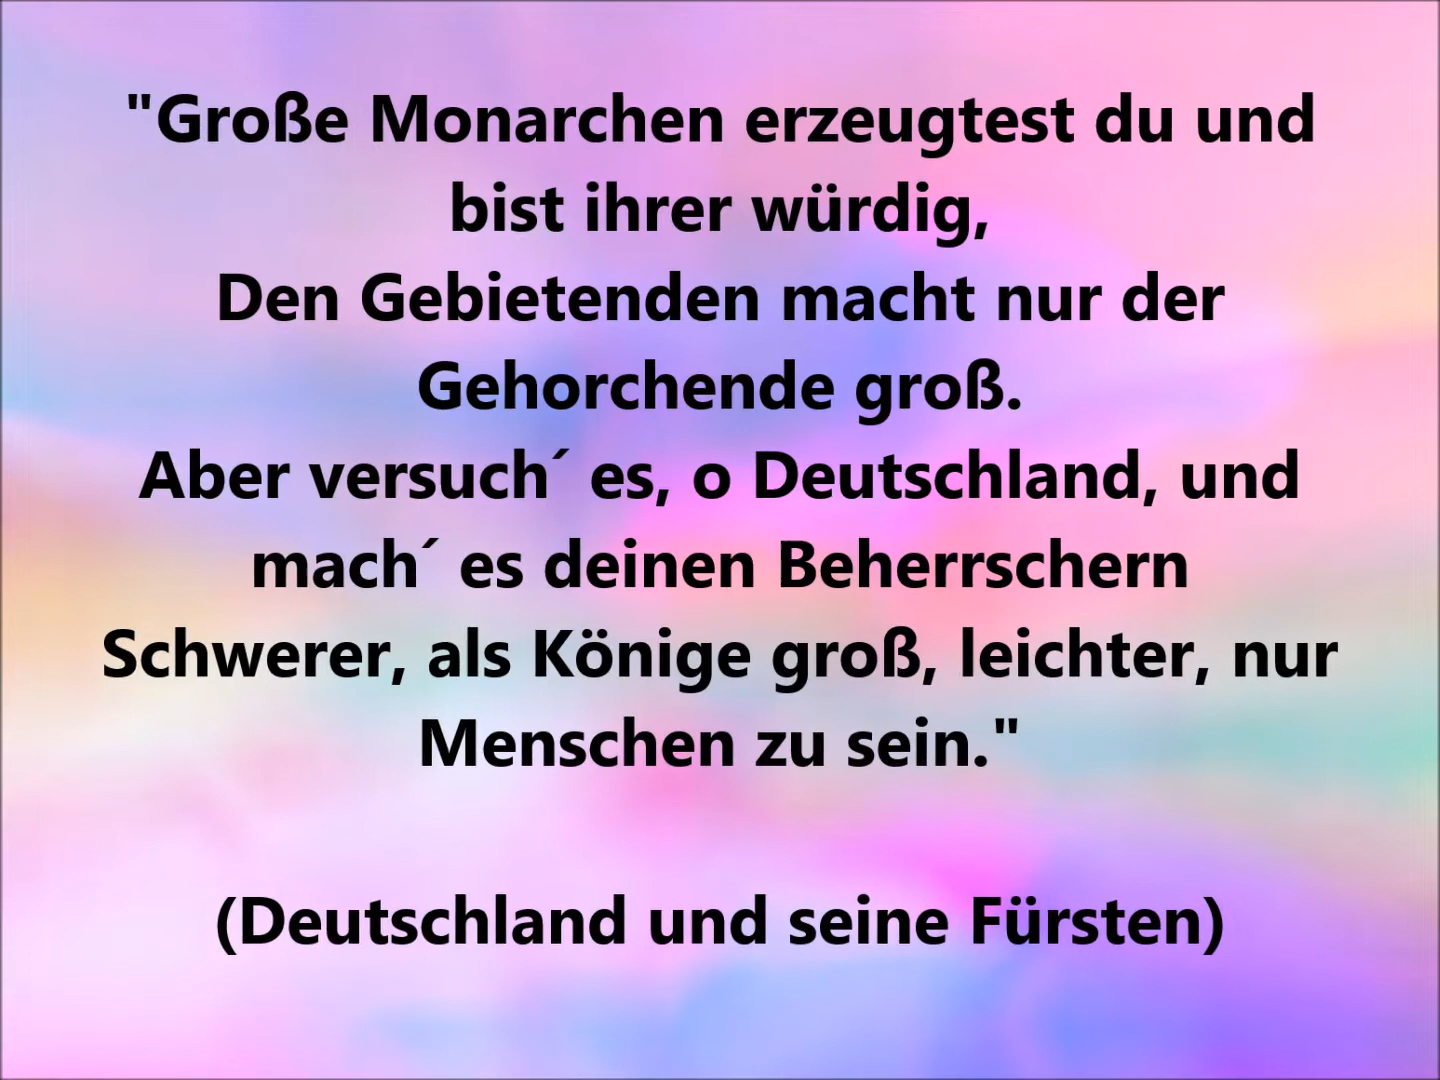 "Große Monarchen erzeugtest du und
bist ihrer würdig,
Den Gebietenden macht nur der
Gehorchende groß.
Aber versuch´ es, o Deutschland, und
mach´ es deinen Beherrschern
Schwerer, als Könige groß, leichter, nur
Menschen zu sein."
(Deutschland und seine Fürsten)